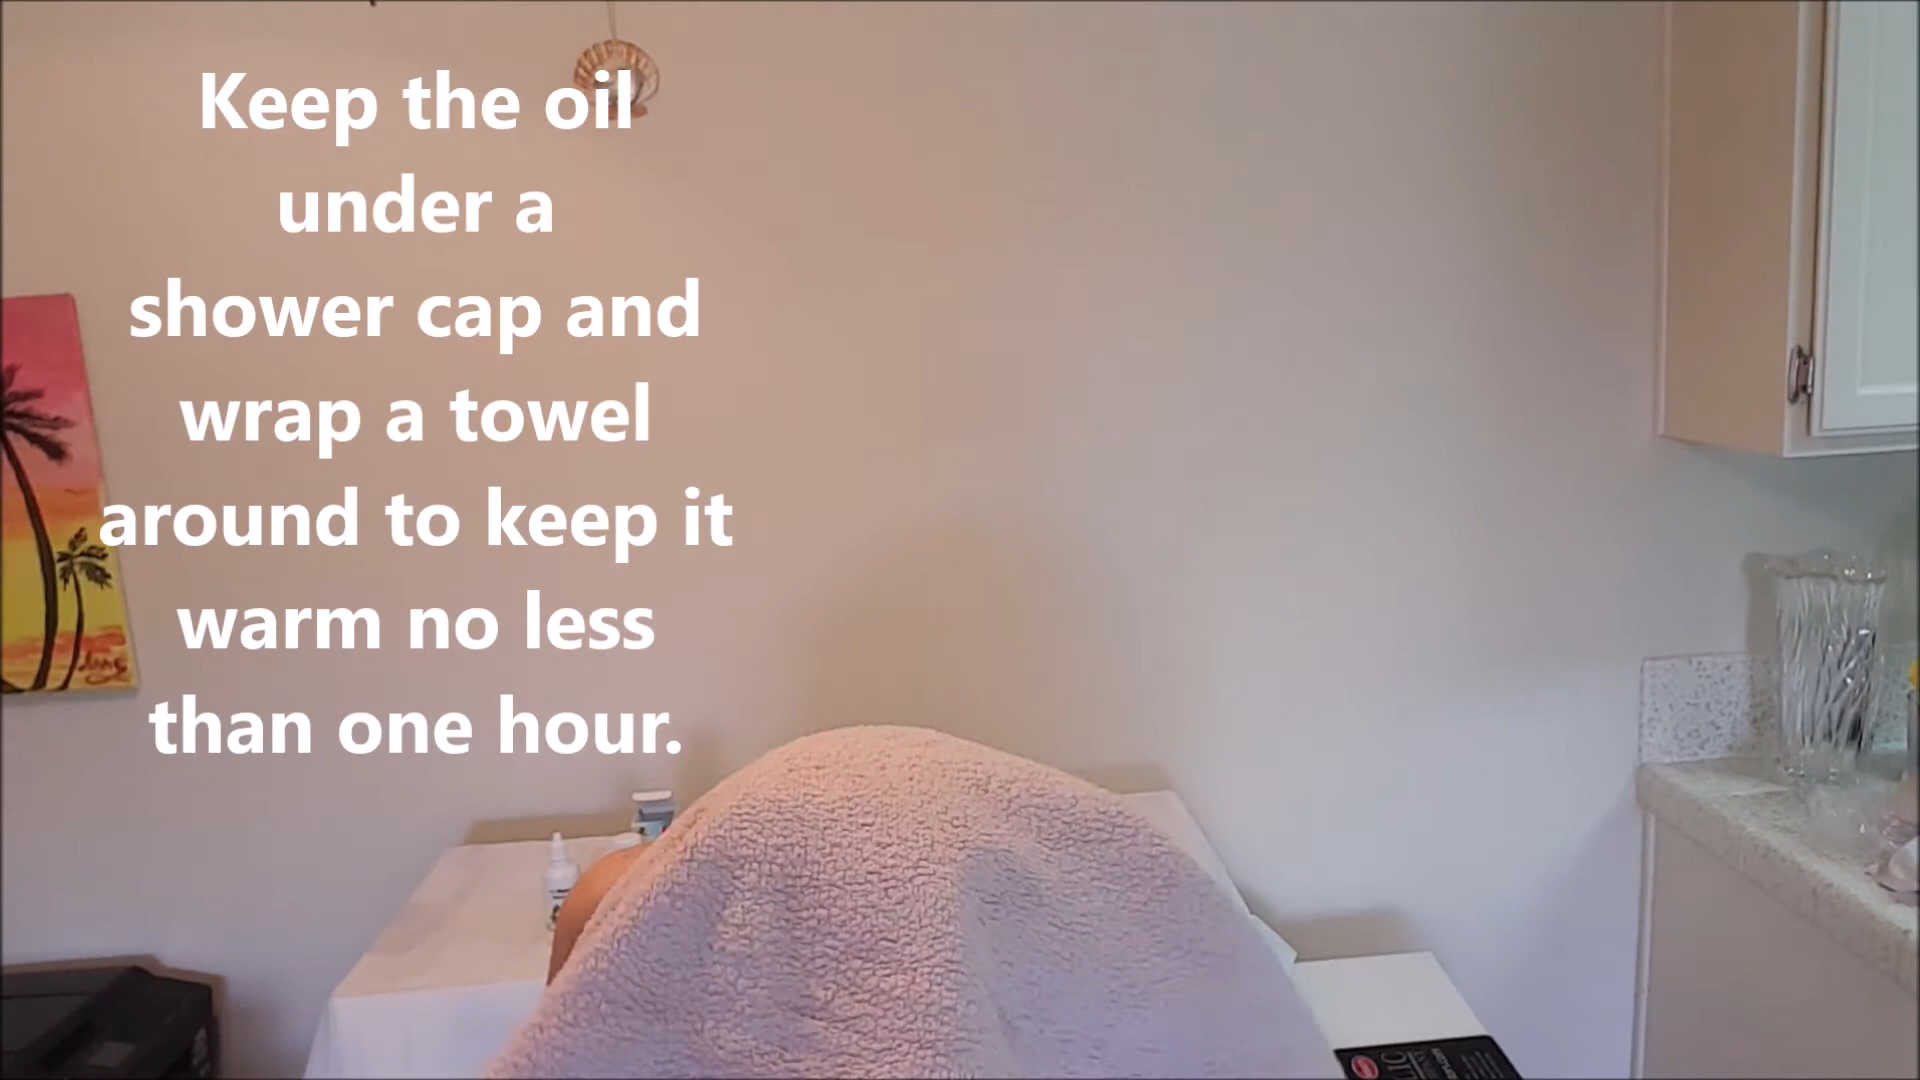 Keep the oil
under a
shower cap and
wrap a towel
around to keep it
warm no less
than one hour.
Anne